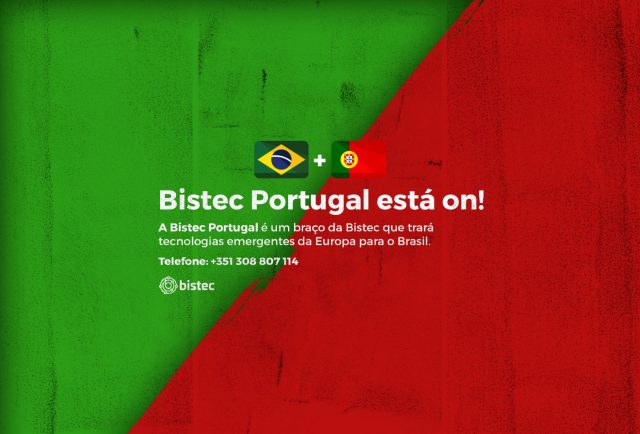 +
Bistec Portugal está on!
A Bistec Portugal é um braço da Bistec que trará
tecnologias emergentes da Europa para o Brasil.
Telefone: +351 308 807 114
bistec